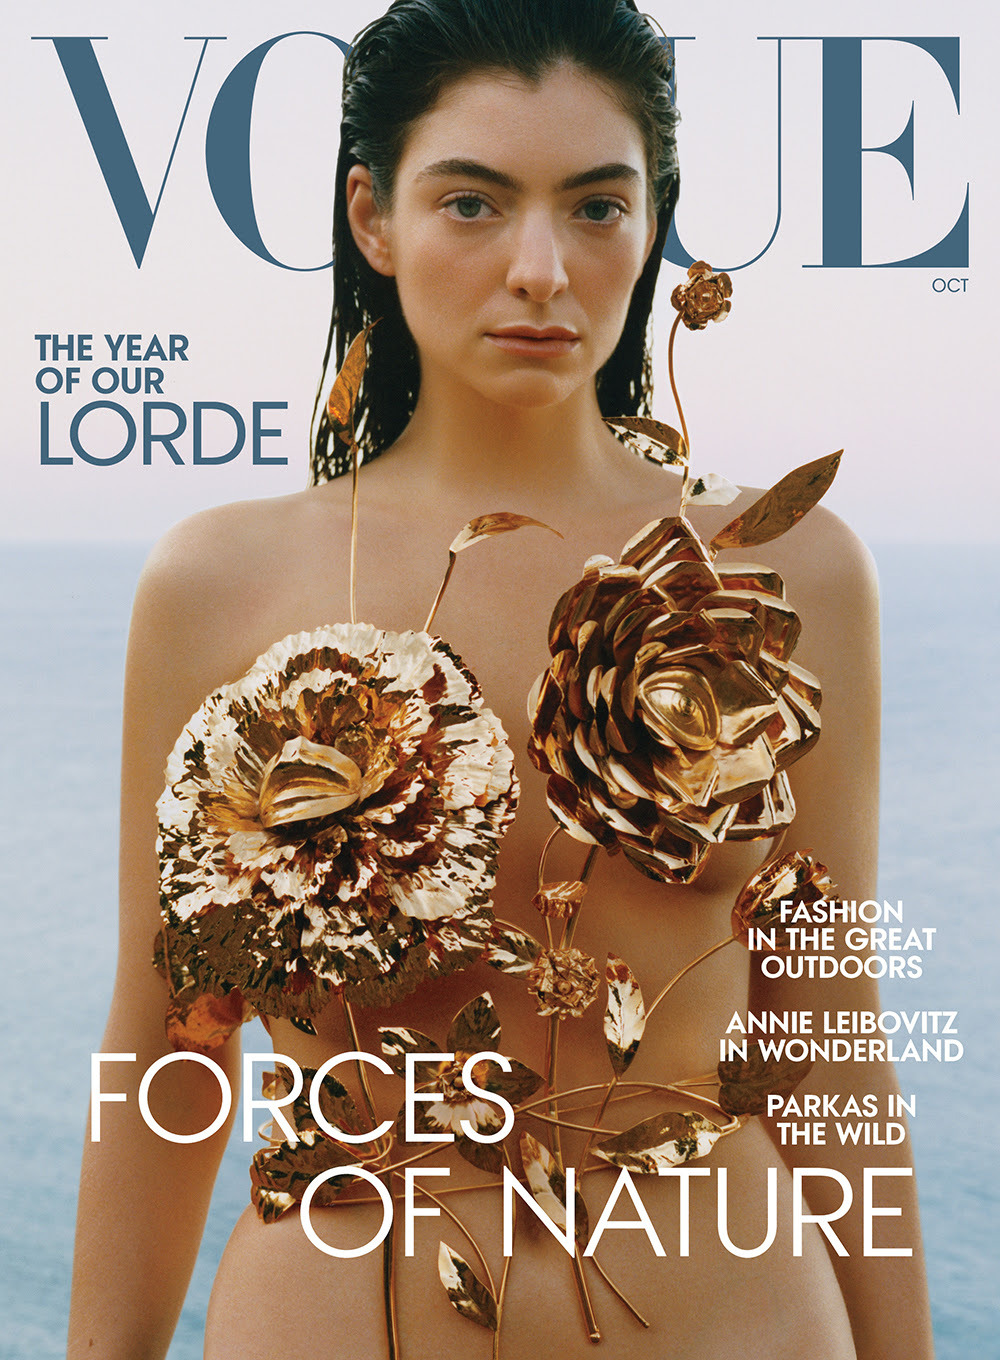 VOGUE
OCT
THE YEAR
OF OUR
LORDE
FASHION
IN THE GREAT
OUTDOORS
ANNIE LEIBOVITZ
IN WONDERLAND
PARKAS IN
THE WILD
FORCES
OF NATURE